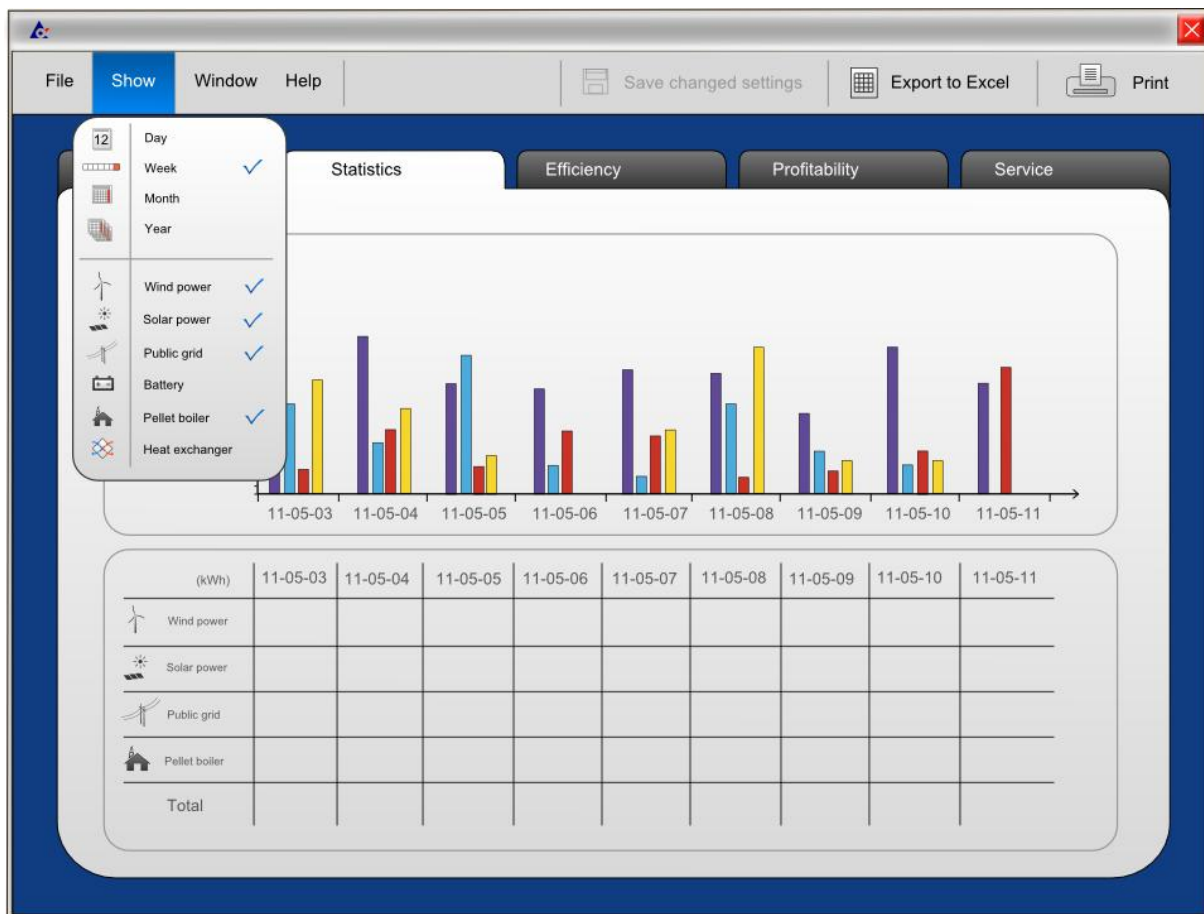 File Show Window Help Save changed settings Export to Excel Print
12 Day
Week
Month
Year
Wind power
Solar power
Public grid
Battery
Pellet boiler
Heat exchanger
Statistics Efficiency Profitability Service
11-05-03 11-05-04 11-05-05 11-05-06 11-05-07 11-05-08 11-05-09 11-05-10 11-05-11
(kWh) 11-05-03 11-05-04 11-05-05 11-05-06 11-05-07 11-05-08 11-05-09 11-05-10 11-05-11
Wind power
Solar power
Public grid
Pellet boiler
Total